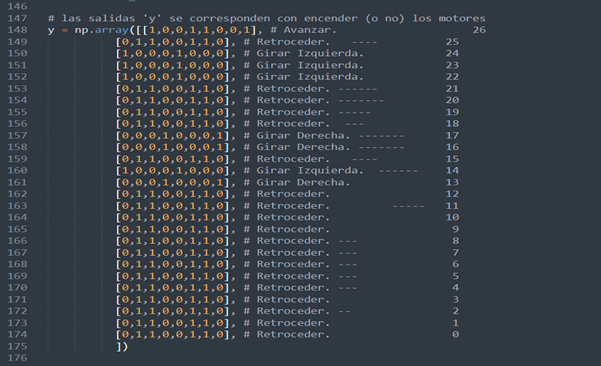 146
147 # las salidas 'y' se corresponden con encender (o no) los motores
148 y = np.array([[1,0,0,1,1,0,0,1], # Avanzar. 26
149 [0,1,1,0,0,1,1,0], # Retroceder. ---- 25
150 [1,0,0,0,1,0,0,0], # Girar Izquierda. 24
151 [1,0,0,0,1,0,0,0], # Girar Izquierda. 23
152 [1,0,0,0,1,0,0,0], # Girar Izquierda. 22
153 [0,1,1,0,0,1,1,0], # Retroceder. ------ 21
154 [0,1,1,0,0,1,1,0], # Retroceder. ------- 20
155 [0,1,1,0,0,1,1,0], # Retroceder. ----- 19
156 [0,1,1,0,0,1,1,0], # Retroceder. --- 18
157 [0,0,0,1,0,0,0,1], # Girar Derecha. ------- 17
158 [0,0,0,1,0,0,0,1], # Girar Derecha. ------- 16
159 [0,1,1,0,0,1,1,0], # Retroceder. ---- 15
160 [1,0,0,0,1,0,0,0], # Girar Izquierda. ------ 14
161 [0,0,0,1,0,0,0,1], # Girar Derecha. 13
162 [0,1,1,0,0,1,1,0], # Retroceder. 12
163 [0,1,1,0,0,1,1,0], # Retroceder. ----- 11
164 [0,1,1,0,0,1,1,0], # Retroceder. 10
165 [0,1,1,0,0,1,1,0], # Retroceder. 9
166 [0,1,1,0,0,1,1,0], # Retroceder. --- 8
167 [0,1,1,0,0,1,1,0], # Retroceder. --- 7
168 [0,1,1,0,0,1,1,0], # Retroceder. --- 6
169 [0,1,1,0,0,1,1,0], # Retroceder. --- 5
170 [0,1,1,0,0,1,1,0], # Retroceder. --- 4
171 [0,1,1,0,0,1,1,0], # Retroceder. 3
172 [0,1,1,0,0,1,1,0], # Retroceder. -- 2
173 [0,1,1,0,0,1,1,0], # Retroceder. 1
174 [0,1,1,0,0,1,1,0], # Retroceder. 0
175 ])
176